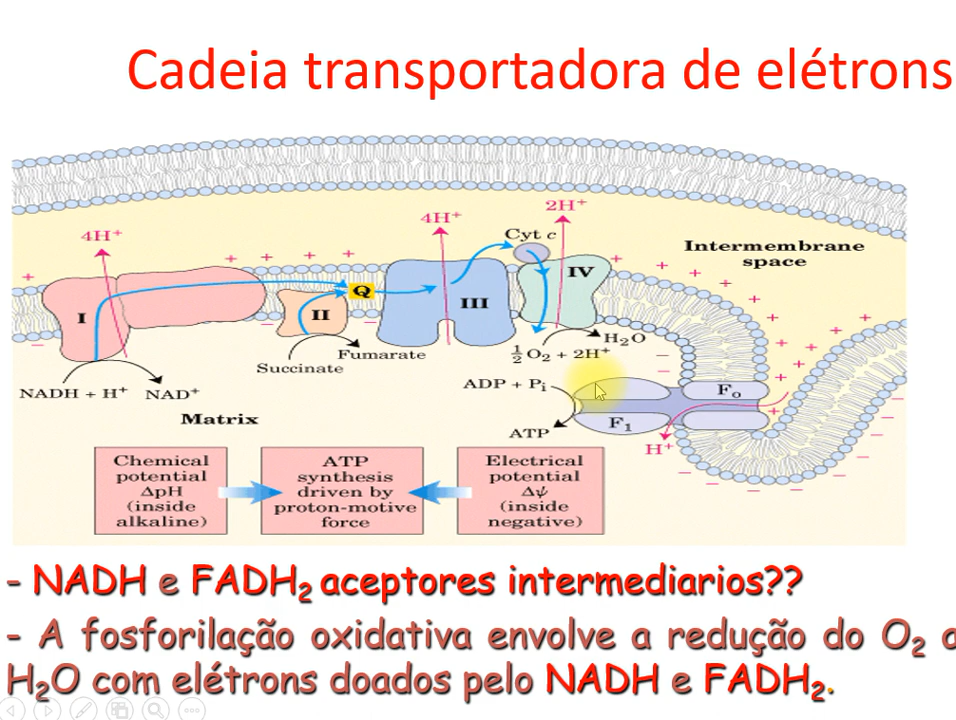 Cadeia transportadora de elétrons
2H⁺
4H⁺
Cyt c
4H⁺
Intermembrane
space
IV
Q
I
II
III
H₂O
½O₂ + 2H⁺
Fumarate
Succinate
ADP + Pi
NADH + H⁺ NAD⁺
Fo
Matrix
F₁
ATP
H⁺
Chemical
potential
ΔpH
(inside
alkaline)
ATP
synthesis
driven by
proton-motive
force
Electrical
potential
Δψ
(inside
negative)
- NADH e FADH₂ aceptores intermediarios??
- A fosforilação oxidativa envolve a redução do O₂ a
H₂O com elétrons doados pelo NADH e FADH₂.